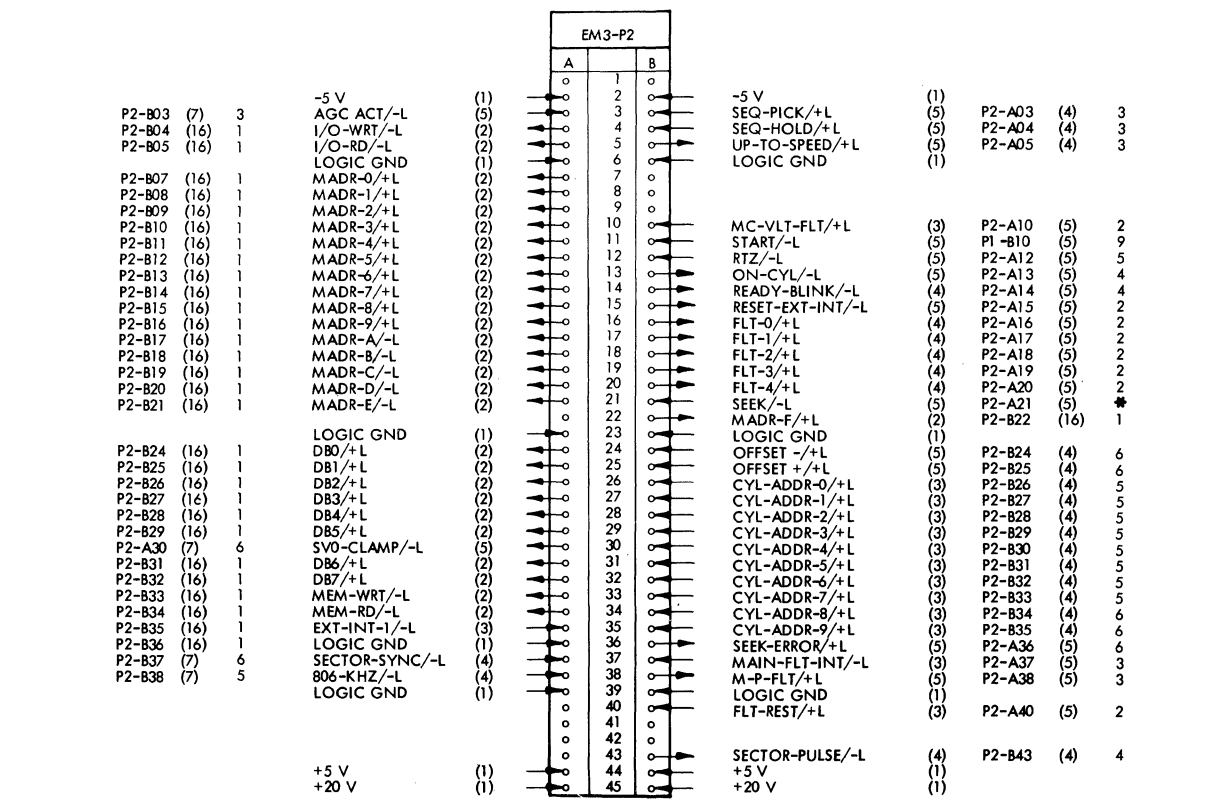 EM3-P2
A B
1
-5 V (1) 2 -5 V (1)
P2-B03 (7) 3 AGC ACT/-L (5) 3 SEQ-PICK/+L (5) P2-A03 (4) 3
P2-B04 (16) 1 I/O-WRT/-L (2) 4 SEQ-HOLD/+L (5) P2-A04 (4) 3
P2-B05 (16) 1 I/O-RD/-L (2) 5 UP-TO-SPEED/+L (5) P2-A05 (4) 3
LOGIC GND (1) 6 LOGIC GND (1)
P2-B07 (16) 1 MADR-0/+L (2) 7
P2-B08 (16) 1 MADR-1/+L (2) 8
P2-B09 (16) 1 MADR-2/+L (2) 9
P2-B10 (16) 1 MADR-3/+L (2) 10 MC-VLT-FLT/+L (3) P2-A10 (5) 2
P2-B11 (16) 1 MADR-4/+L (2) 11 START/-L (5) P1-B10 (5) 9
P2-B12 (16) 1 MADR-5/+L (2) 12 RTZ/-L (5) P2-A12 (5) 5
P2-B13 (16) 1 MADR-6/+L (2) 13 ON-CYL/-L (5) P2-A13 (5) 4
P2-B14 (16) 1 MADR-7/+L (2) 14 READY-BLINK/-L (4) P2-A14 (5) 4
P2-B15 (16) 1 MADR-8/+L (2) 15 RESET-EXT-INT/-L (5) P2-A15 (5) 2
P2-B16 (16) 1 MADR-9/+L (2) 16 FLT-0/+L (4) P2-A16 (5) 2
P2-B17 (16) 1 MADR-A/-L (2) 17 FLT-1/+L (4) P2-A17 (5) 2
P2-B18 (16) 1 MADR-B/-L (2) 18 FLT-2/+L (4) P2-A18 (5) 2
P2-B19 (16) 1 MADR-C/-L (2) 19 FLT-3/+L (4) P2-A19 (5) 2
P2-B20 (16) 1 MADR-D/-L (2) 20 FLT-4/+L (4) P2-A20 (5) 2
P2-B21 (16) 1 MADR-E/-L (2) 21 SEEK/-L (5) P2-A21 (5) *
22 MADR-F/+L (2) P2-B22 (16) 1
LOGIC GND (1) 23 LOGIC GND (1)
P2-B24 (16) 1 DB0/+L (2) 24 OFFSET -/+L (5) P2-B24 (4) 6
P2-B25 (16) 1 DB1/+L (2) 25 OFFSET +/+L (5) P2-B25 (4) 6
P2-B26 (16) 1 DB2/+L (2) 26 CYL-ADDR-0/+L (3) P2-B26 (4) 5
P2-B27 (16) 1 DB3/+L (2) 27 CYL-ADDR-1/+L (3) P2-B27 (4) 5
P2-B28 (16) 1 DB4/+L (2) 28 CYL-ADDR-2/+L (3) P2-B28 (4) 5
P2-B29 (16) 1 DB5/+L (2) 29 CYL-ADDR-3/+L (3) P2-B29 (4) 5
P2-A30 (7) 6 SV0-CLAMP/-L (5) 30 CYL-ADDR-4/+L (3) P2-B30 (4) 5
P2-B31 (16) 1 DB6/+L (2) 31 CYL-ADDR-5/+L (3) P2-B31 (4) 5
P2-B32 (16) 1 DB7/+L (2) 32 CYL-ADDR-6/+L (3) P2-B32 (4) 5
P2-B33 (16) 1 MEM-WRT/-L (2) 33 CYL-ADDR-7/+L (3) P2-B33 (4) 5
P2-B34 (16) 1 MEM-RD/-L (2) 34 CYL-ADDR-8/+L (3) P2-B34 (4) 6
P2-B35 (16) 1 EXT-INT-1/-L (3) 35 CYL-ADDR-9/+L (3) P2-B35 (4) 6
P2-B36 (16) 1 LOGIC GND (1) 36 SEEK-ERROR/+L (5) P2-A36 (5) 6
P2-B37 (7) 6 SECTOR-SYNC/-L (4) 37 MAIN-FLT-INT/-L (3) P2-A37 (5) 3
P2-B38 (7) 5 806-KHZ/-L (4) 38 M-P-FLT/+L (5) P2-A38 (5) 3
LOGIC GND (1) 39 LOGIC GND (1)
40 FLT-REST/+L (3) P2-A40 (5) 2
41
42
43 SECTOR-PULSE/-L (4) P2-B43 (4) 4
+5 V (1) 44 +5 V (1)
+20 V (1) 45 +20 V (1)